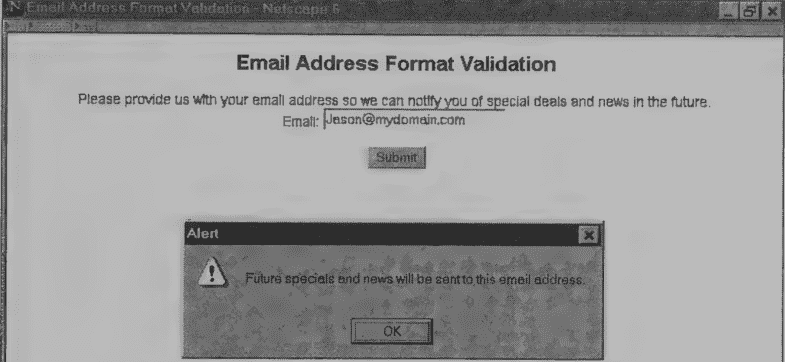 Email Address Format Validation - Netscape 6
Email Address Format Validation
Please provide us with your email address so we can notify you of special deals and news in the future.
Email: Jason@mydomain.com
Submit
Alert
Future specials and news will be sent to this email address.
OK